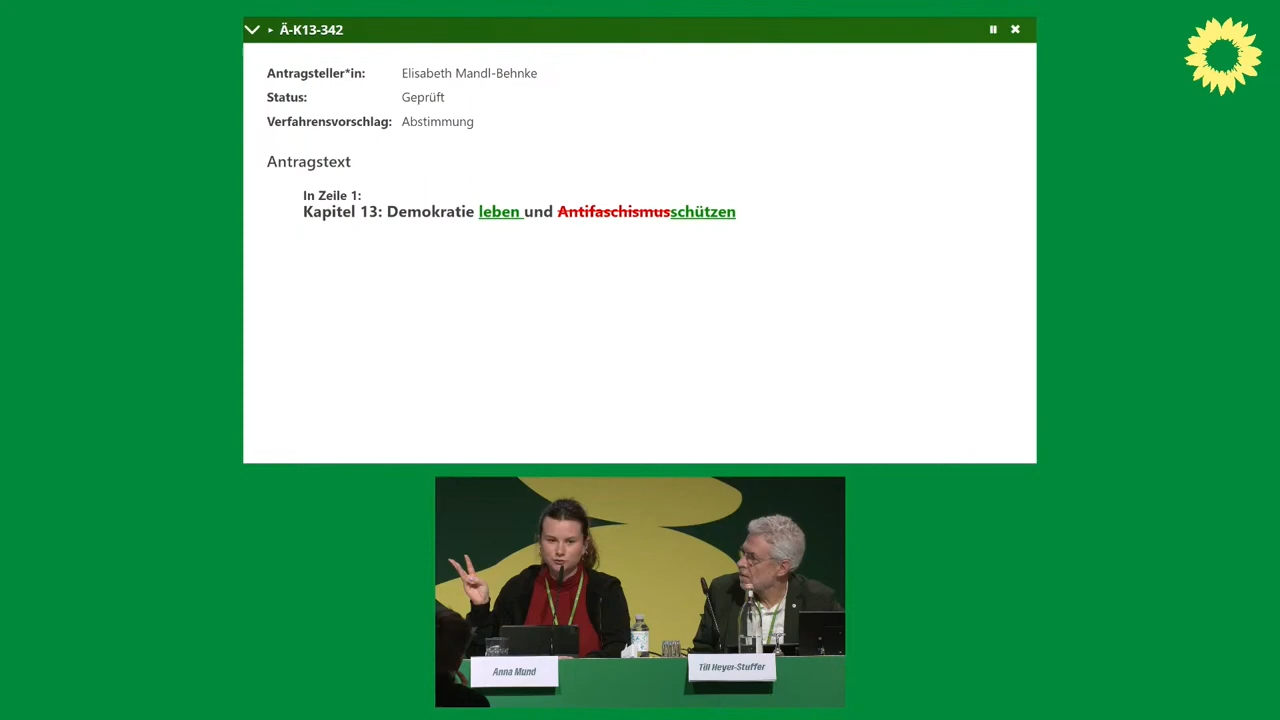 Ä-K13-342
Antragsteller*in: Elisabeth Mandl-Behnke
Status: Geprüft
Verfahrensvorschlag: Abstimmung
Antragstext
In Zeile 1:
Kapitel 13: Demokratie leben und Antifaschismusschützen
Anna Mund
Till Heyer-Stuffer